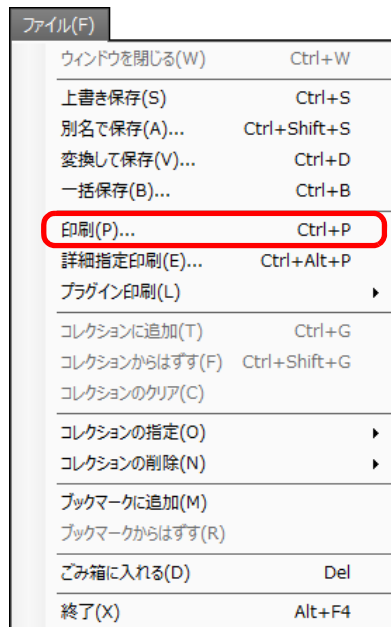 ファイル(F)
ウィンドウを閉じる(W) Ctrl+W
上書き保存(S) Ctrl+S
別名で保存(A)... Ctrl+Shift+S
変換して保存(V)... Ctrl+D
一括保存(B)... Ctrl+B
印刷(P)... Ctrl+P
詳細指定印刷(E)... Ctrl+Alt+P
プラグイン印刷(L)
コレクションに追加(T) Ctrl+G
コレクションからはずす(F) Ctrl+Shift+G
コレクションのクリア(C)
コレクションの指定(O)
コレクションの削除(N)
ブックマークに追加(M)
ブックマークからはずす(R)
ごみ箱に入れる(D) Del
終了(X) Alt+F4